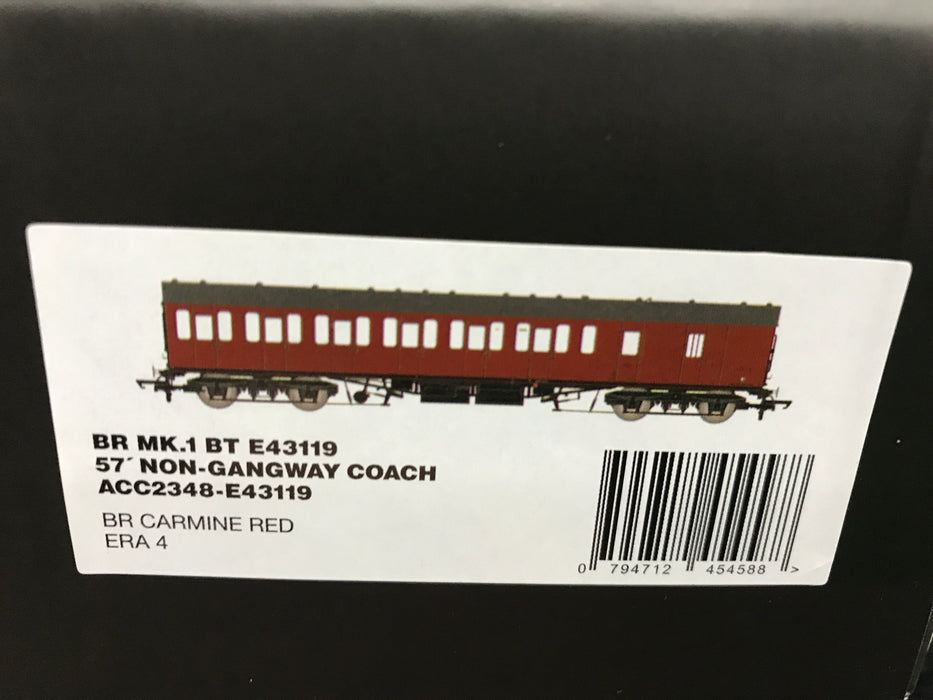 BR MK.1 BT E43119
57´ NON-GANGWAY COACH
ACC2348-E43119
BR CARMINE RED
ERA 4
0 794712 454588 >